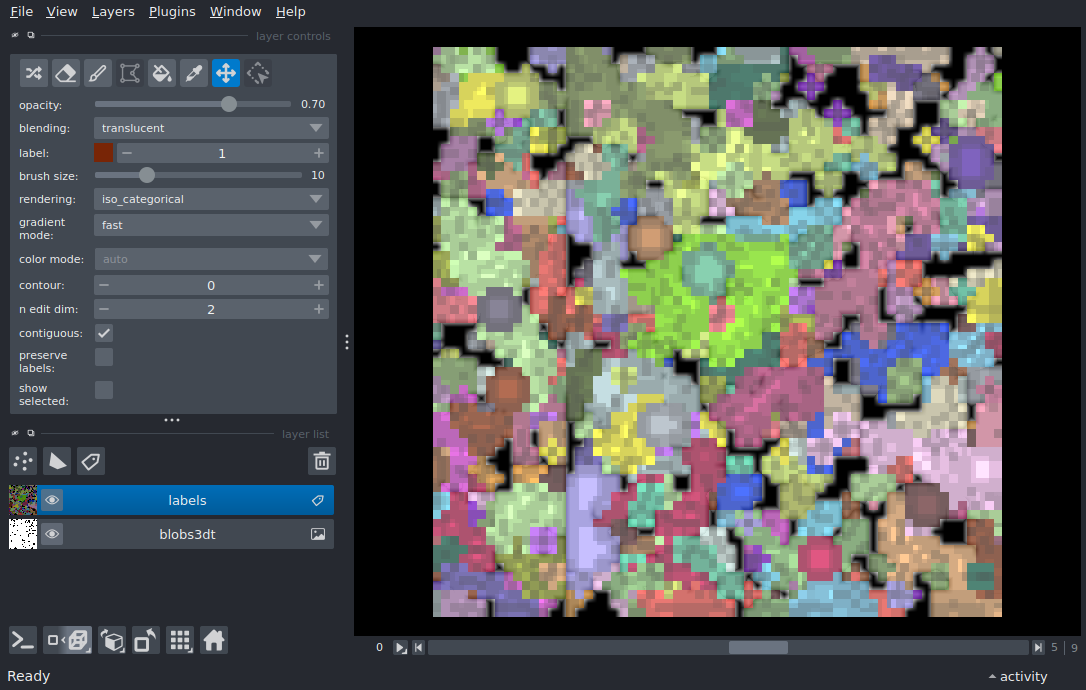 File View Layers Plugins Window Help
layer controls
opacity: 0.70
blending: translucent
label: 1
brush size: 10
rendering: iso_categorical
gradient
mode: fast
color mode: auto
contour: 0
n edit dim: 2
contiguous:
preserve
labels:
show
selected:
layer list
labels
blobs3dt
0 5 9
Ready activity